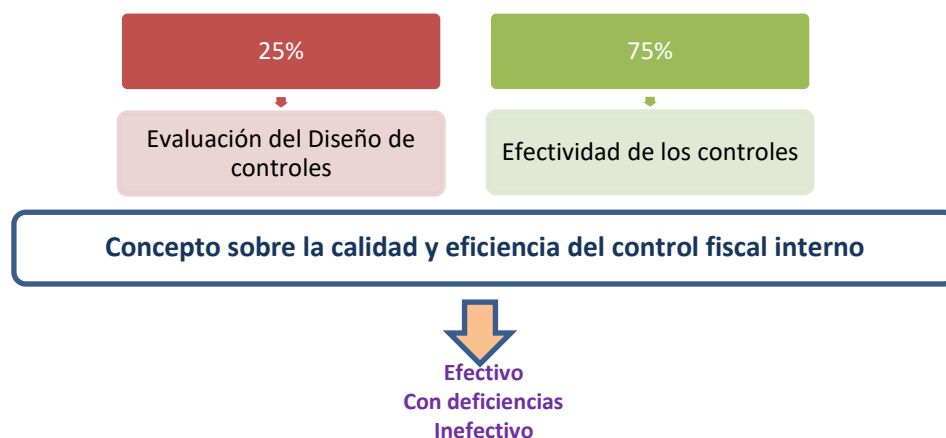 25%
75%
Evaluación del Diseño de
controles
Efectividad de los controles
Concepto sobre la calidad y eficiencia del control fiscal interno
Efectivo
Con deficiencias
Inefectivo